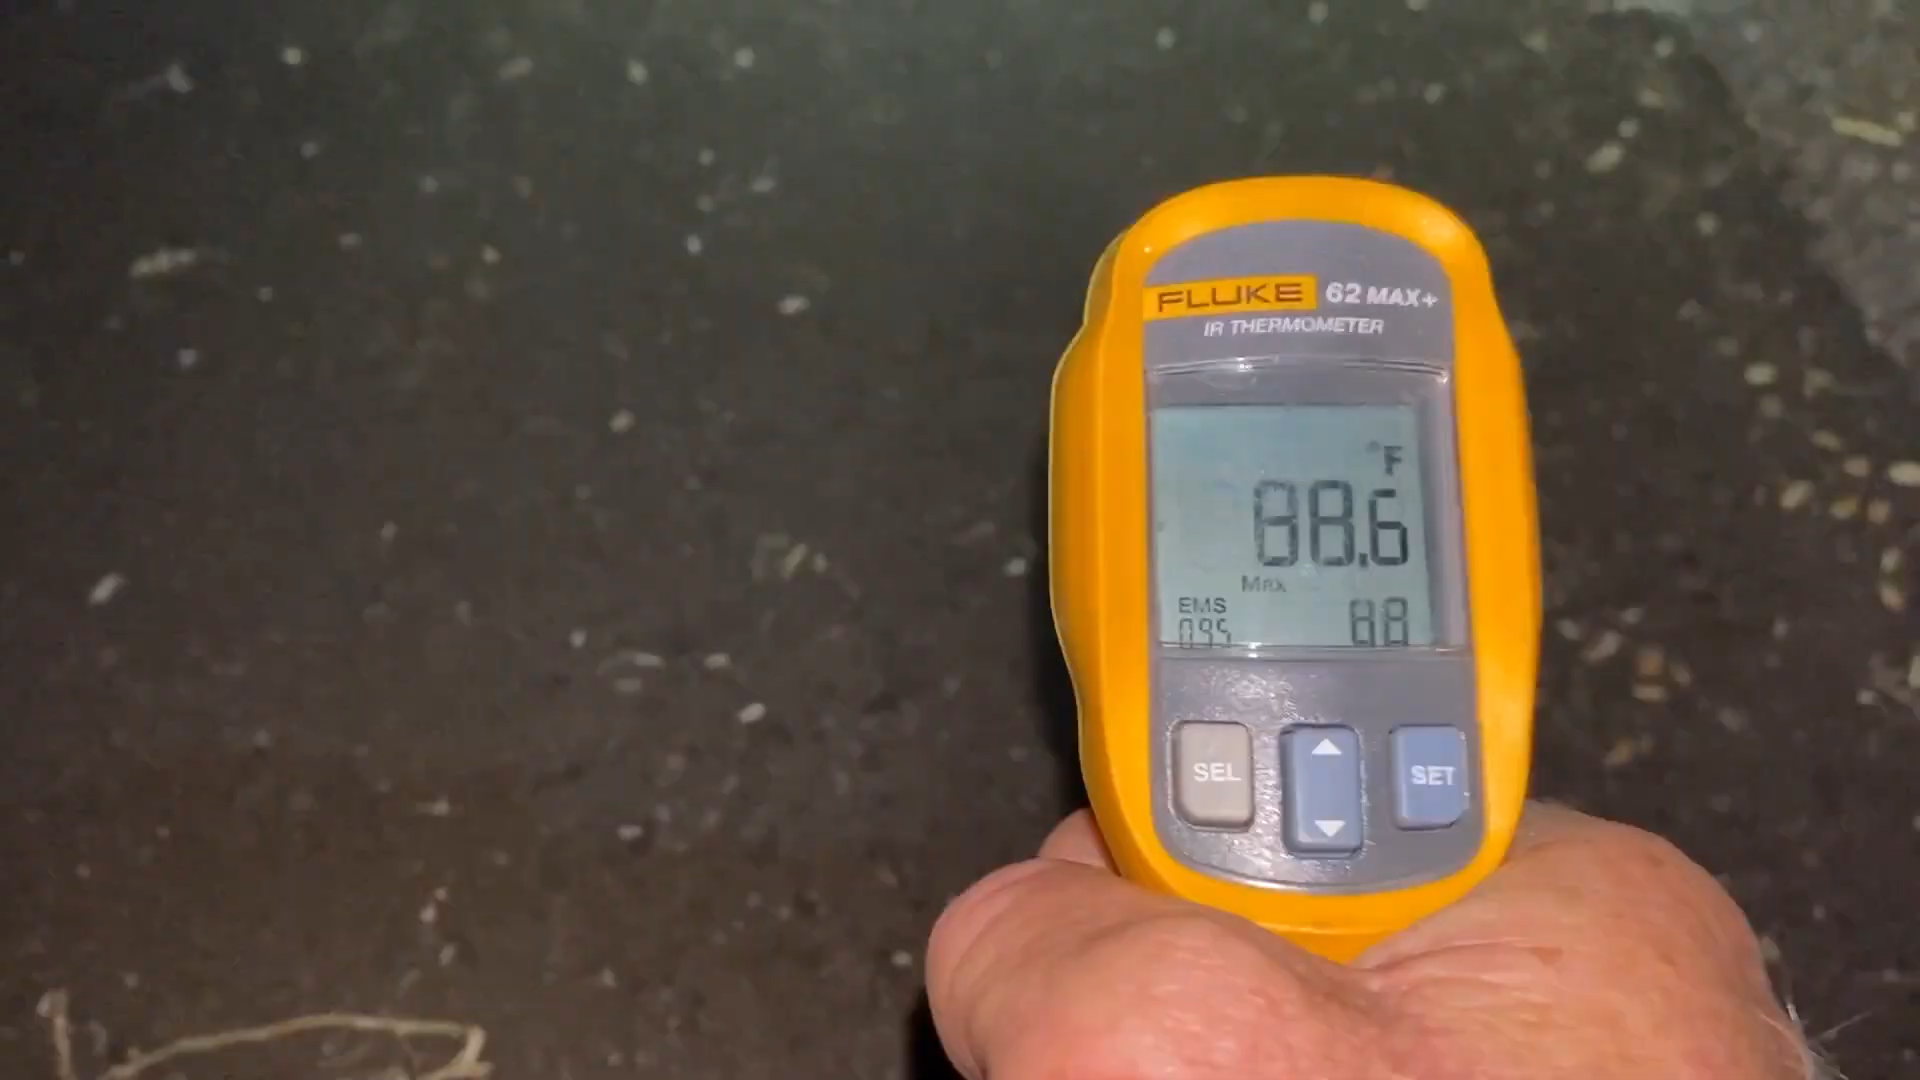 FLUKE 62 MAX+
IR THERMOMETER
°F
88.6
Max
EMS
0.95 88
SEL SET